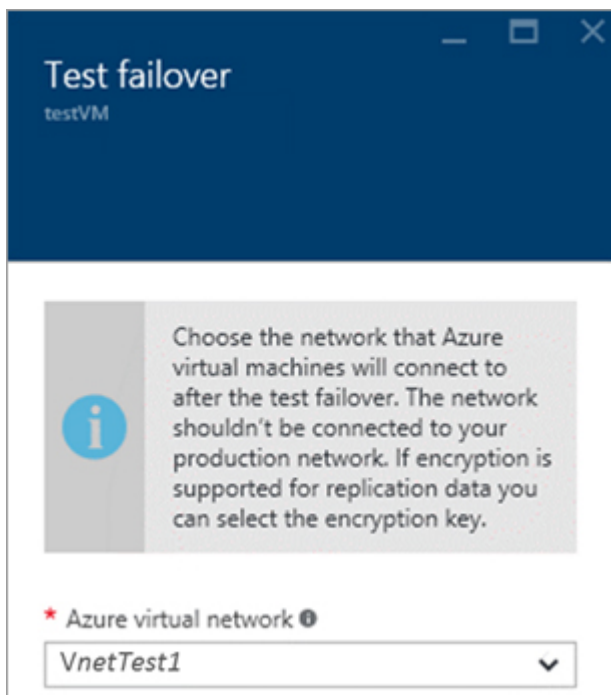 Test failover
testVM
Choose the network that Azure
virtual machines will connect to
after the test failover. The network
shouldn't be connected to your
production network. If encryption is
supported for replication data you
can select the encryption key.
* Azure virtual network
VnetTest1